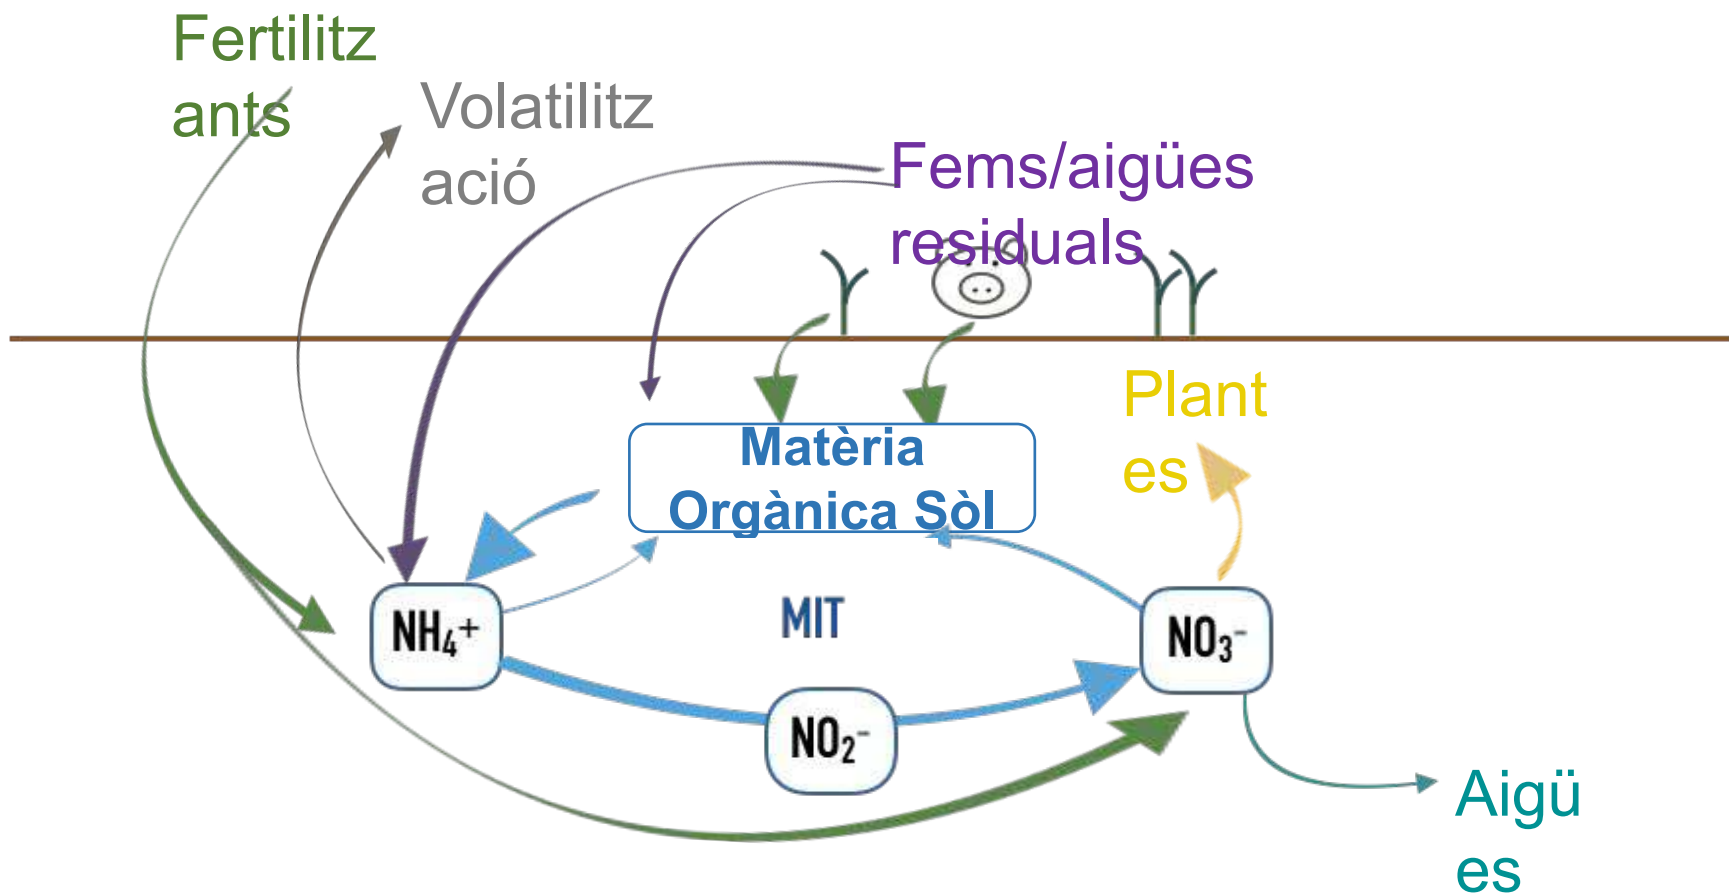 Fertilitz
ants
Volatilitz
ació
Fems/aigües
residuals
Plant
es
Matèria
Orgànica Sòl
NH₄⁺
MIT
NO₃⁻
NO₂⁻
Aigü
es